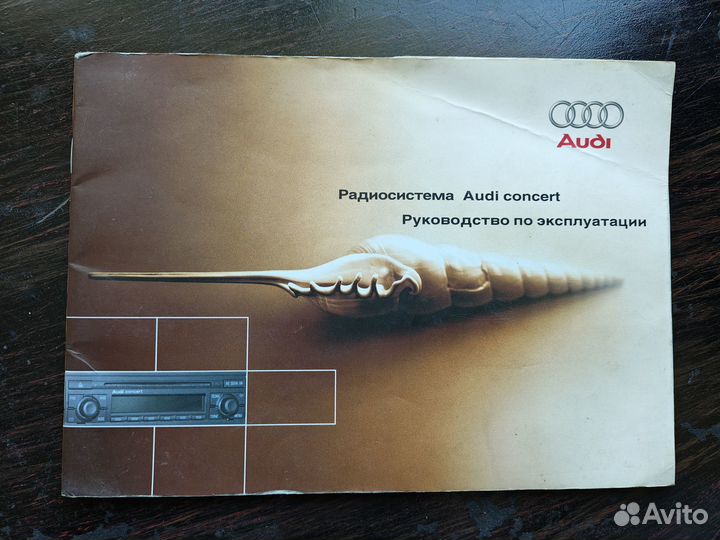 Audi
Радиосистема Audi concert
Руководство по эксплуатации
Audi concert
Avito